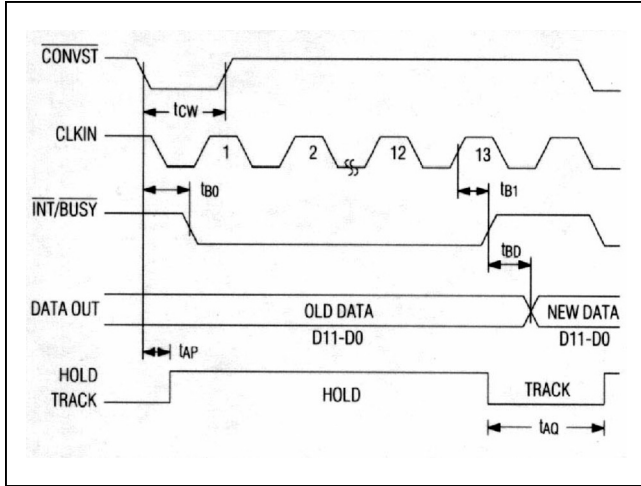 CONVST
tCW
CLKIN
1 2 12 13
tB0 tB1
INT/BUSY
tBD
DATA OUT OLD DATA NEW DATA
D11-D0 D11-D0
tAP
HOLD
TRACK HOLD TRACK
tAQ